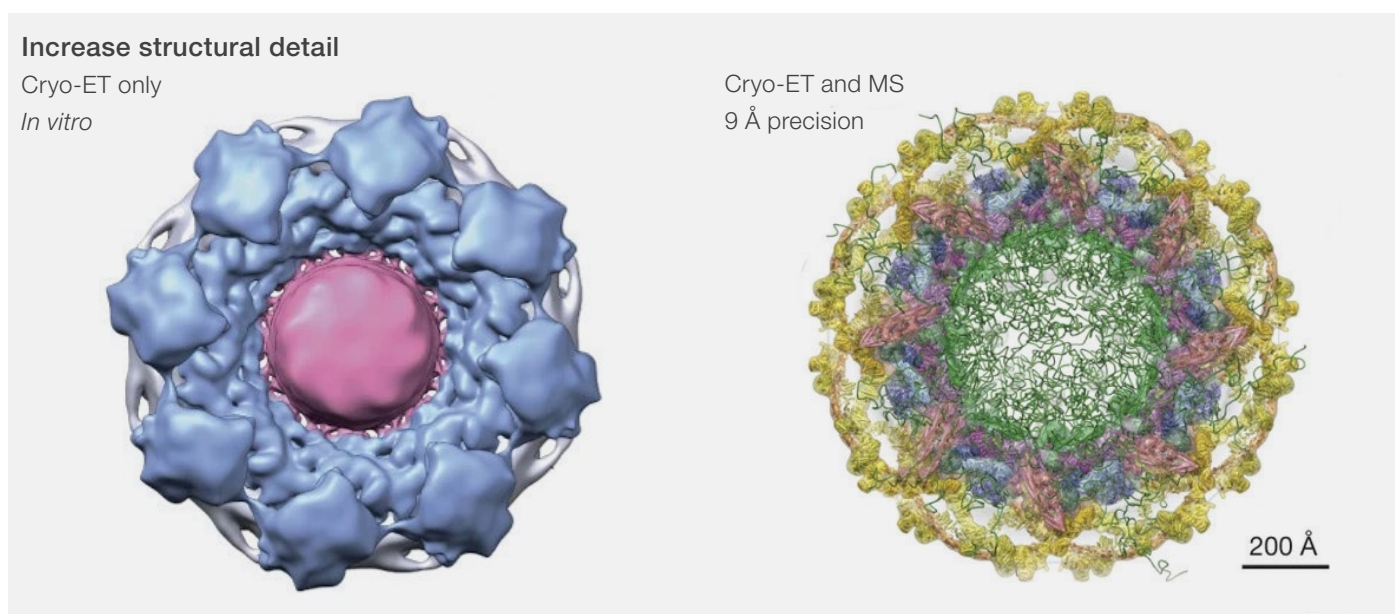 Increase structural detail
Cryo-ET only
In vitro
Cryo-ET and MS
9 Å precision
200 Å